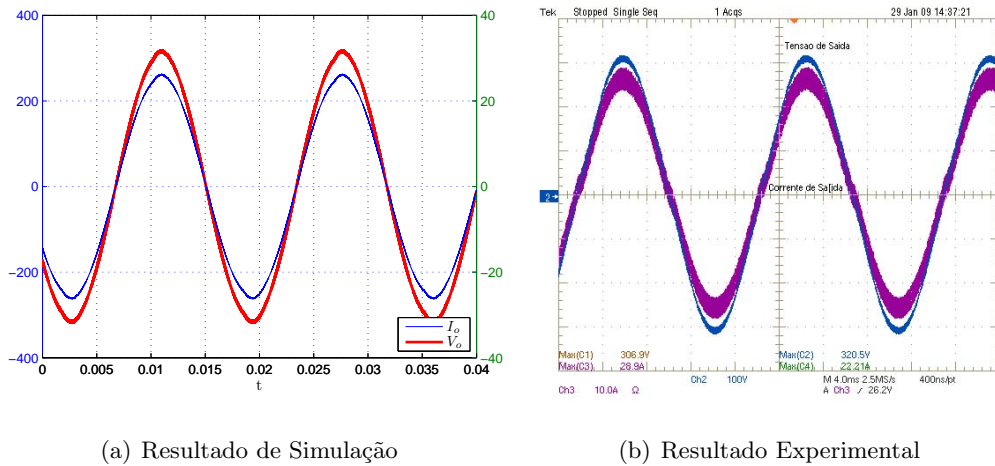 400
200
0
−200
−400
40
20
0
−20
−40
0 0.005 0.01 0.015 0.02 0.025 0.03 0.035 0.04
t
I_o
V_o
Tek Stopped Single Seq 1 Acqs 29 Jan 09 14:37:21
Tensao de Saida
Corrente de Saída
2
Max(C1) 306.9V Max(C2) 320.5V
Max(C3) 28.9A Max(C4) 22.21A
Ch2 100V M 4.0ms 2.5MS/s 400ns/pt
Ch3 10.0A Ω A Ch3 ∕ 26.2V
(a) Resultado de Simulação
(b) Resultado Experimental